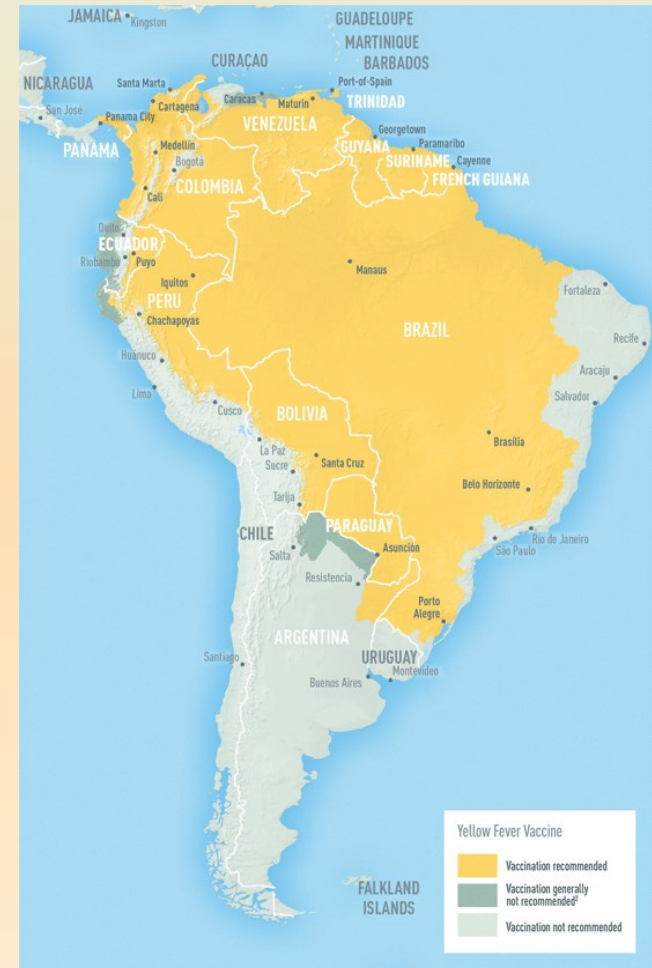 JAMAICA
Kingston
GUADELOUPE
MARTINIQUE
BARBADOS
CURAÇAO
NICARAGUA
Santa Marta
Port-of-Spain
Caracas
Maturín
TRINIDAD
San José
Cartagena
Panama City
VENEZUELA
Georgetown
PANAMA
Medellín
GUYANA
Paramaribo
Bogotá
SURINAME
Cayenne
COLOMBIA
FRENCH GUIANA
Cali
Quito
ECUADOR
Riobamba
Puyo
Manaus
Iquitos
Fortaleza
PERU
Chachapoyas
BRAZIL
Recife
Huánuco
Aracaju
Lima
Salvador
Cusco
BOLIVIA
Brasília
La Paz
Santa Cruz
Sucre
Belo Horizonte
Tarija
PARAGUAY
CHILE
Rio de Janeiro
Salta
Asunción
São Paulo
Resistencia
Porto
Alegre
ARGENTINA
Santiago
URUGUAY
Buenos Aires
Montevideo
Yellow Fever Vaccine
Vaccination recommended
Vaccination generally
not recommended²
Vaccination not recommended
FALKLAND
ISLANDS